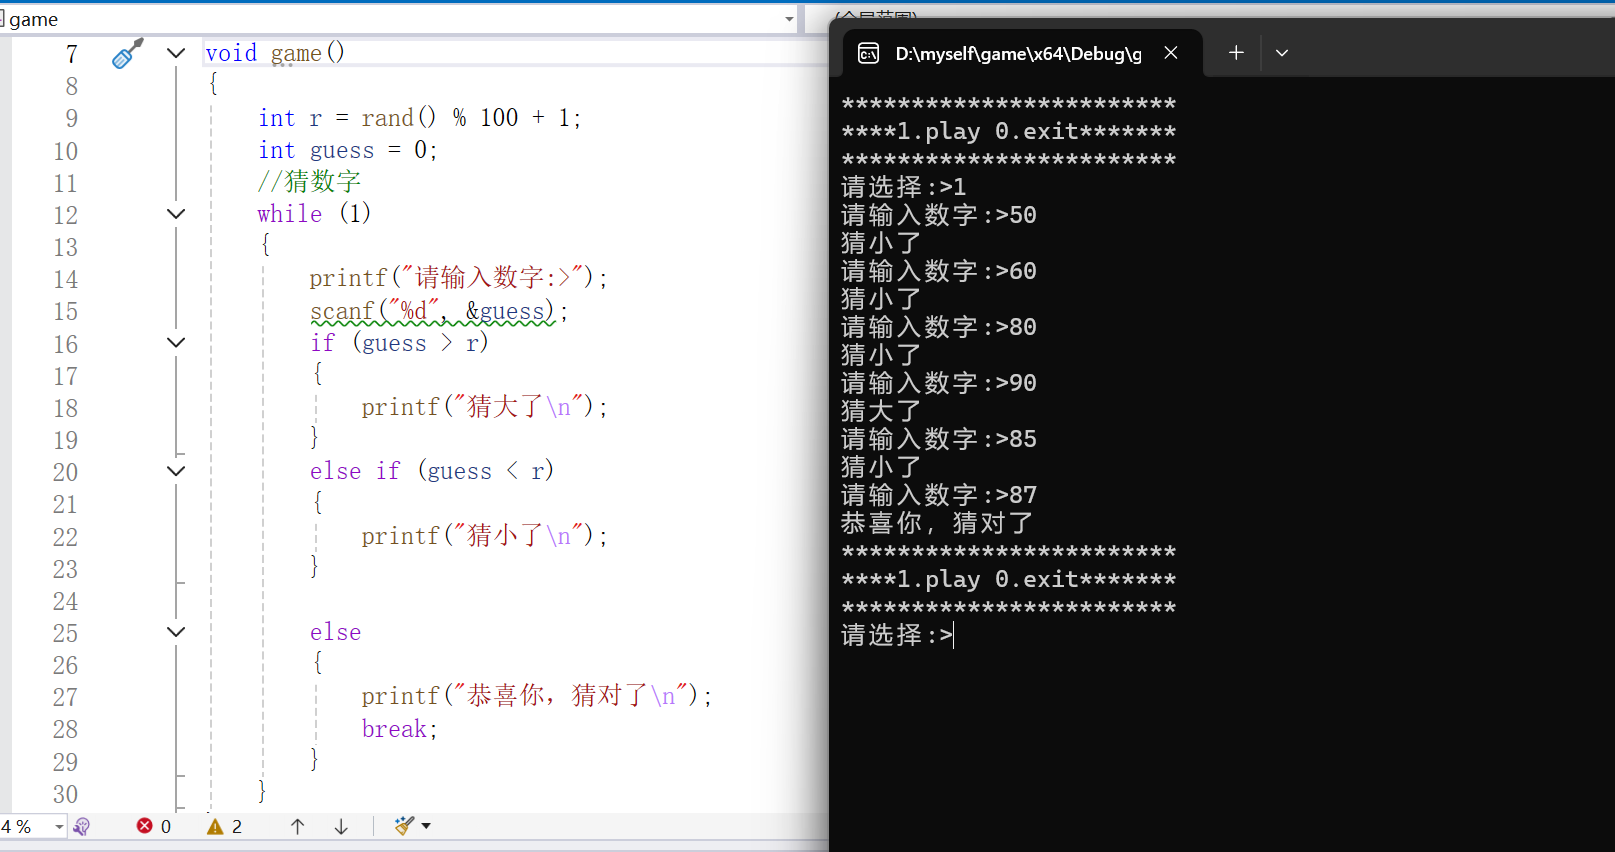 game
7 void game()
8 {
9 int r = rand() % 100 + 1;
10 int guess = 0;
11 //猜数字
12 while (1)
13 {
14 printf("请输入数字:>");
15 scanf("%d", &guess);
16 if (guess > r)
17 {
18 printf("猜大了\n");
19 }
20 else if (guess < r)
21 {
22 printf("猜小了\n");
23 }
24
25 else
26 {
27 printf("恭喜你，猜对了\n");
28 break;
29 }
30 }
4 %
0
2
(全局范围)
D:\myself\game\x64\Debug\g
************************
****1.play 0.exit*******
************************
请选择:>1
请输入数字:>50
猜小了
请输入数字:>60
猜小了
请输入数字:>80
猜小了
请输入数字:>90
猜大了
请输入数字:>85
猜小了
请输入数字:>87
恭喜你，猜对了
************************
****1.play 0.exit*******
************************
请选择:>